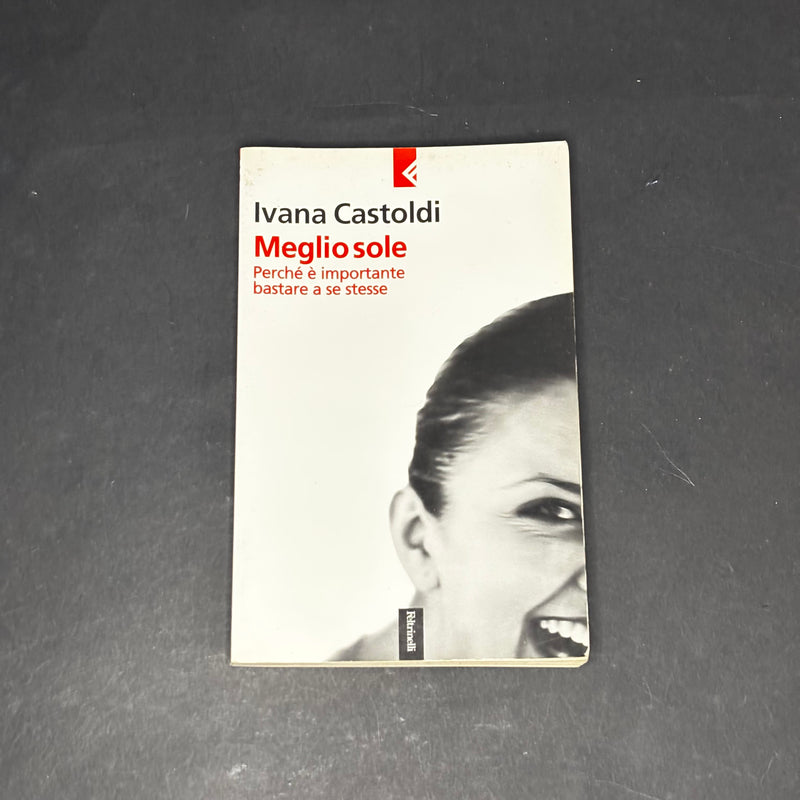 Ivana Castoldi
Meglio sole
Perché è importante
bastare a se stesse
Feltrinelli